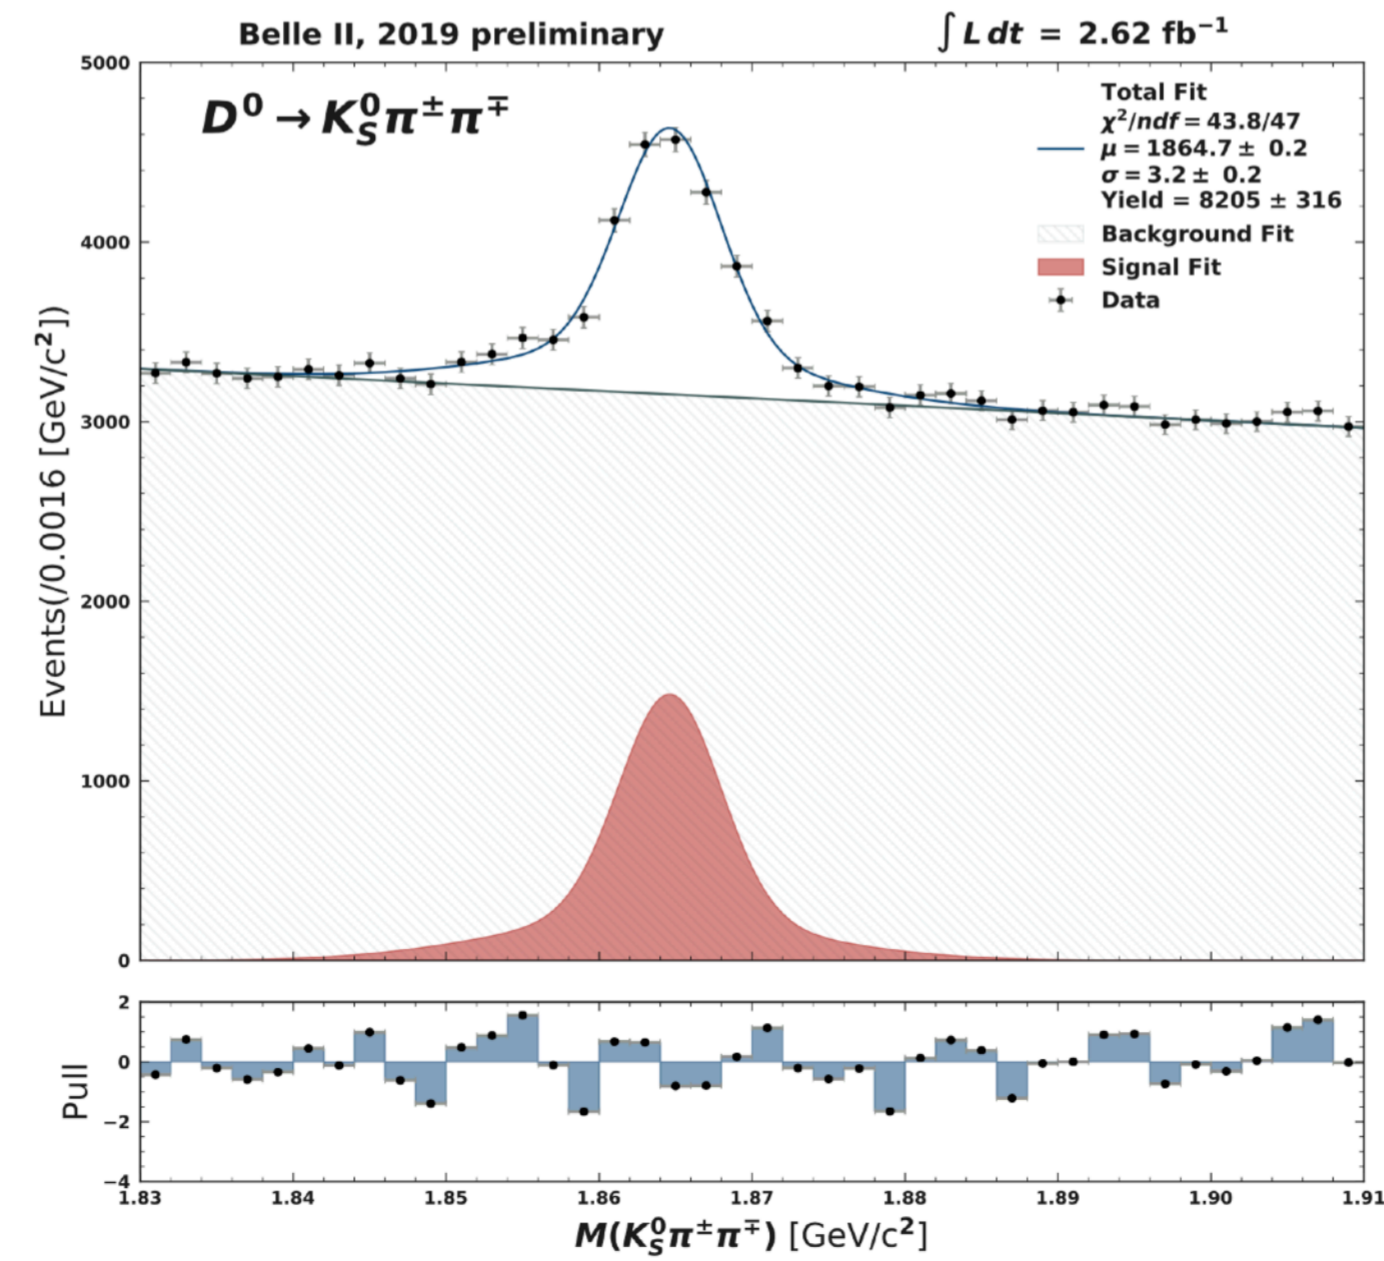 Belle II, 2019 preliminary
∫ L dt = 2.62 fb⁻¹
D⁰ → K⁰_S π± π∓
Total Fit
χ²/ndf = 43.8/47
μ = 1864.7 ± 0.2
σ = 3.2 ± 0.2
Yield = 8205 ± 316
Background Fit
Signal Fit
Data
Events(/0.0016 [GeV/c²])
5000
4000
3000
2000
1000
0
Pull
2
0
−2
−4
1.83 1.84 1.85 1.86 1.87 1.88 1.89 1.90 1.91
M(K⁰_S π± π∓) [GeV/c²]